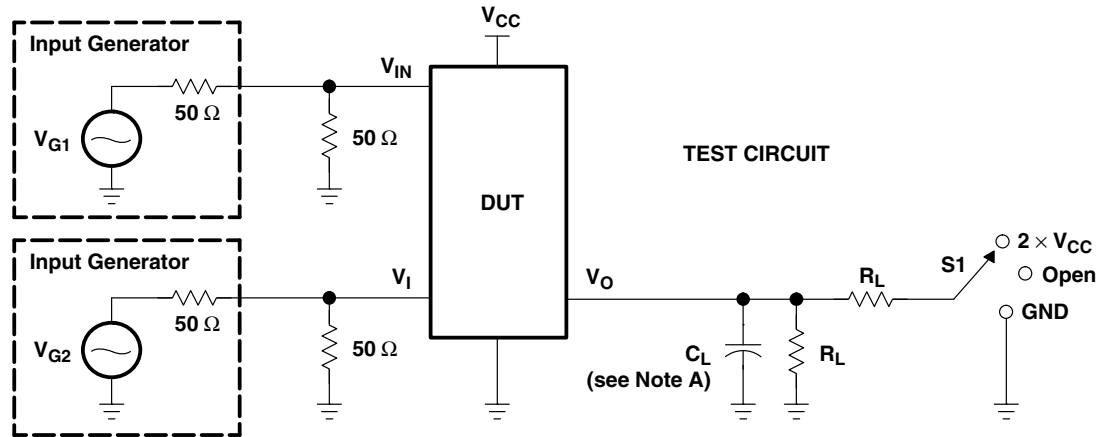 V_CC
Input Generator
V_IN
50 Ω
50 Ω
V_G1
TEST CIRCUIT
DUT
Input Generator
2 × V_CC
S1
V_I
V_O
R_L
Open
50 Ω
GND
50 Ω
V_G2
C_L
R_L
(see Note A)